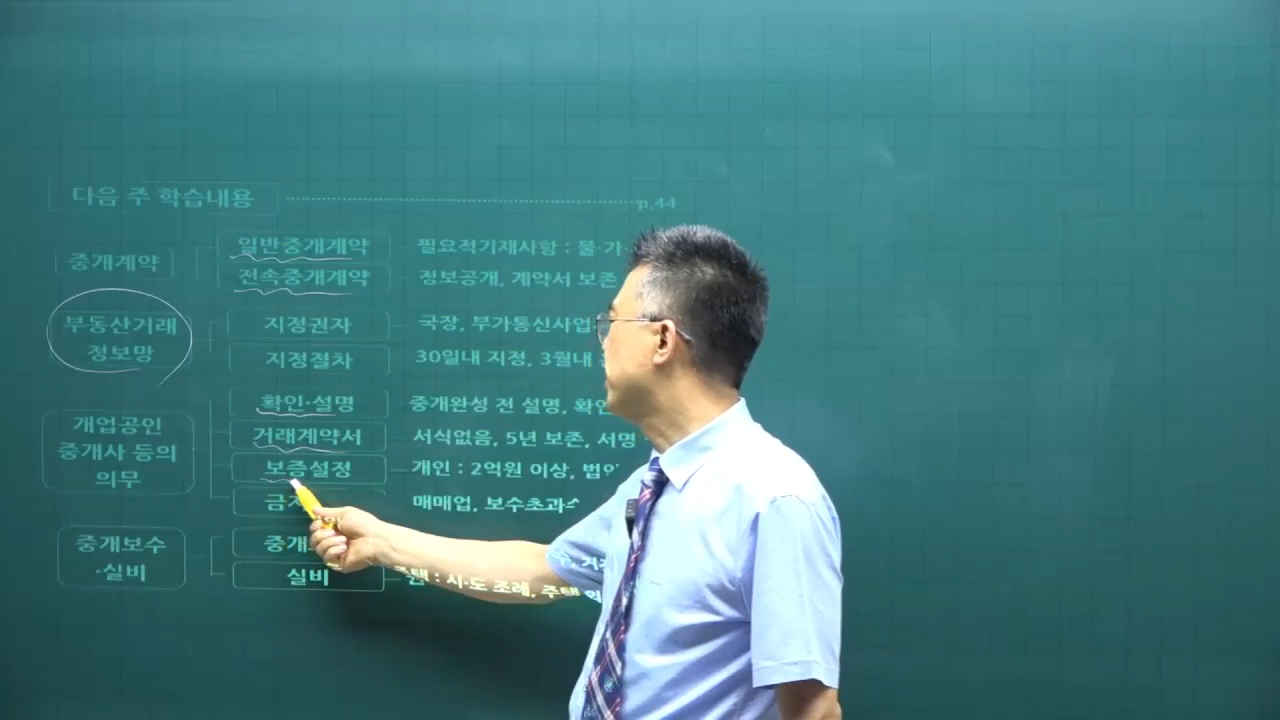 다음 주 학습내용 p.44
중개계약
일반중개계약 필요적기재사항 : 물·가
전속중개계약 정보공개, 계약서 보존
부동산거래
정보망
지정권자 국장, 부가통신사업
지정절차 30일내 지정, 3월내
개업공인
중개사 등의
의무
확인·설명 중개완성 전 설명, 확인
거래계약서 서식없음, 5년 보존, 서명
보증설정 개인 : 2억원 이상, 법인
금지 매매업, 보수초과
중개보수
·실비
중개
실비 주택 : 시·도 조례, 주택 외